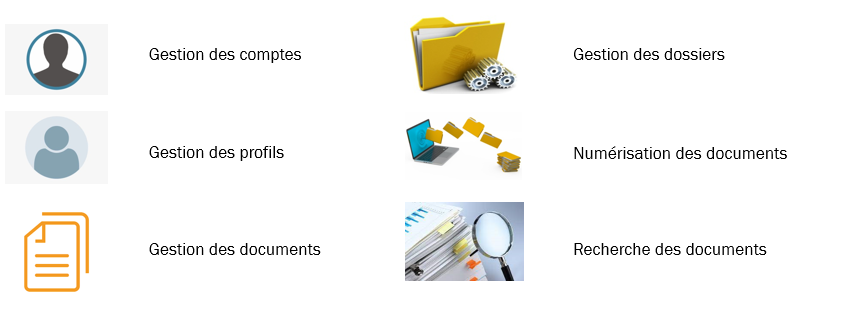 Gestion des comptes
Gestion des dossiers
Gestion des profils
Numérisation des documents
Gestion des documents
Recherche des documents